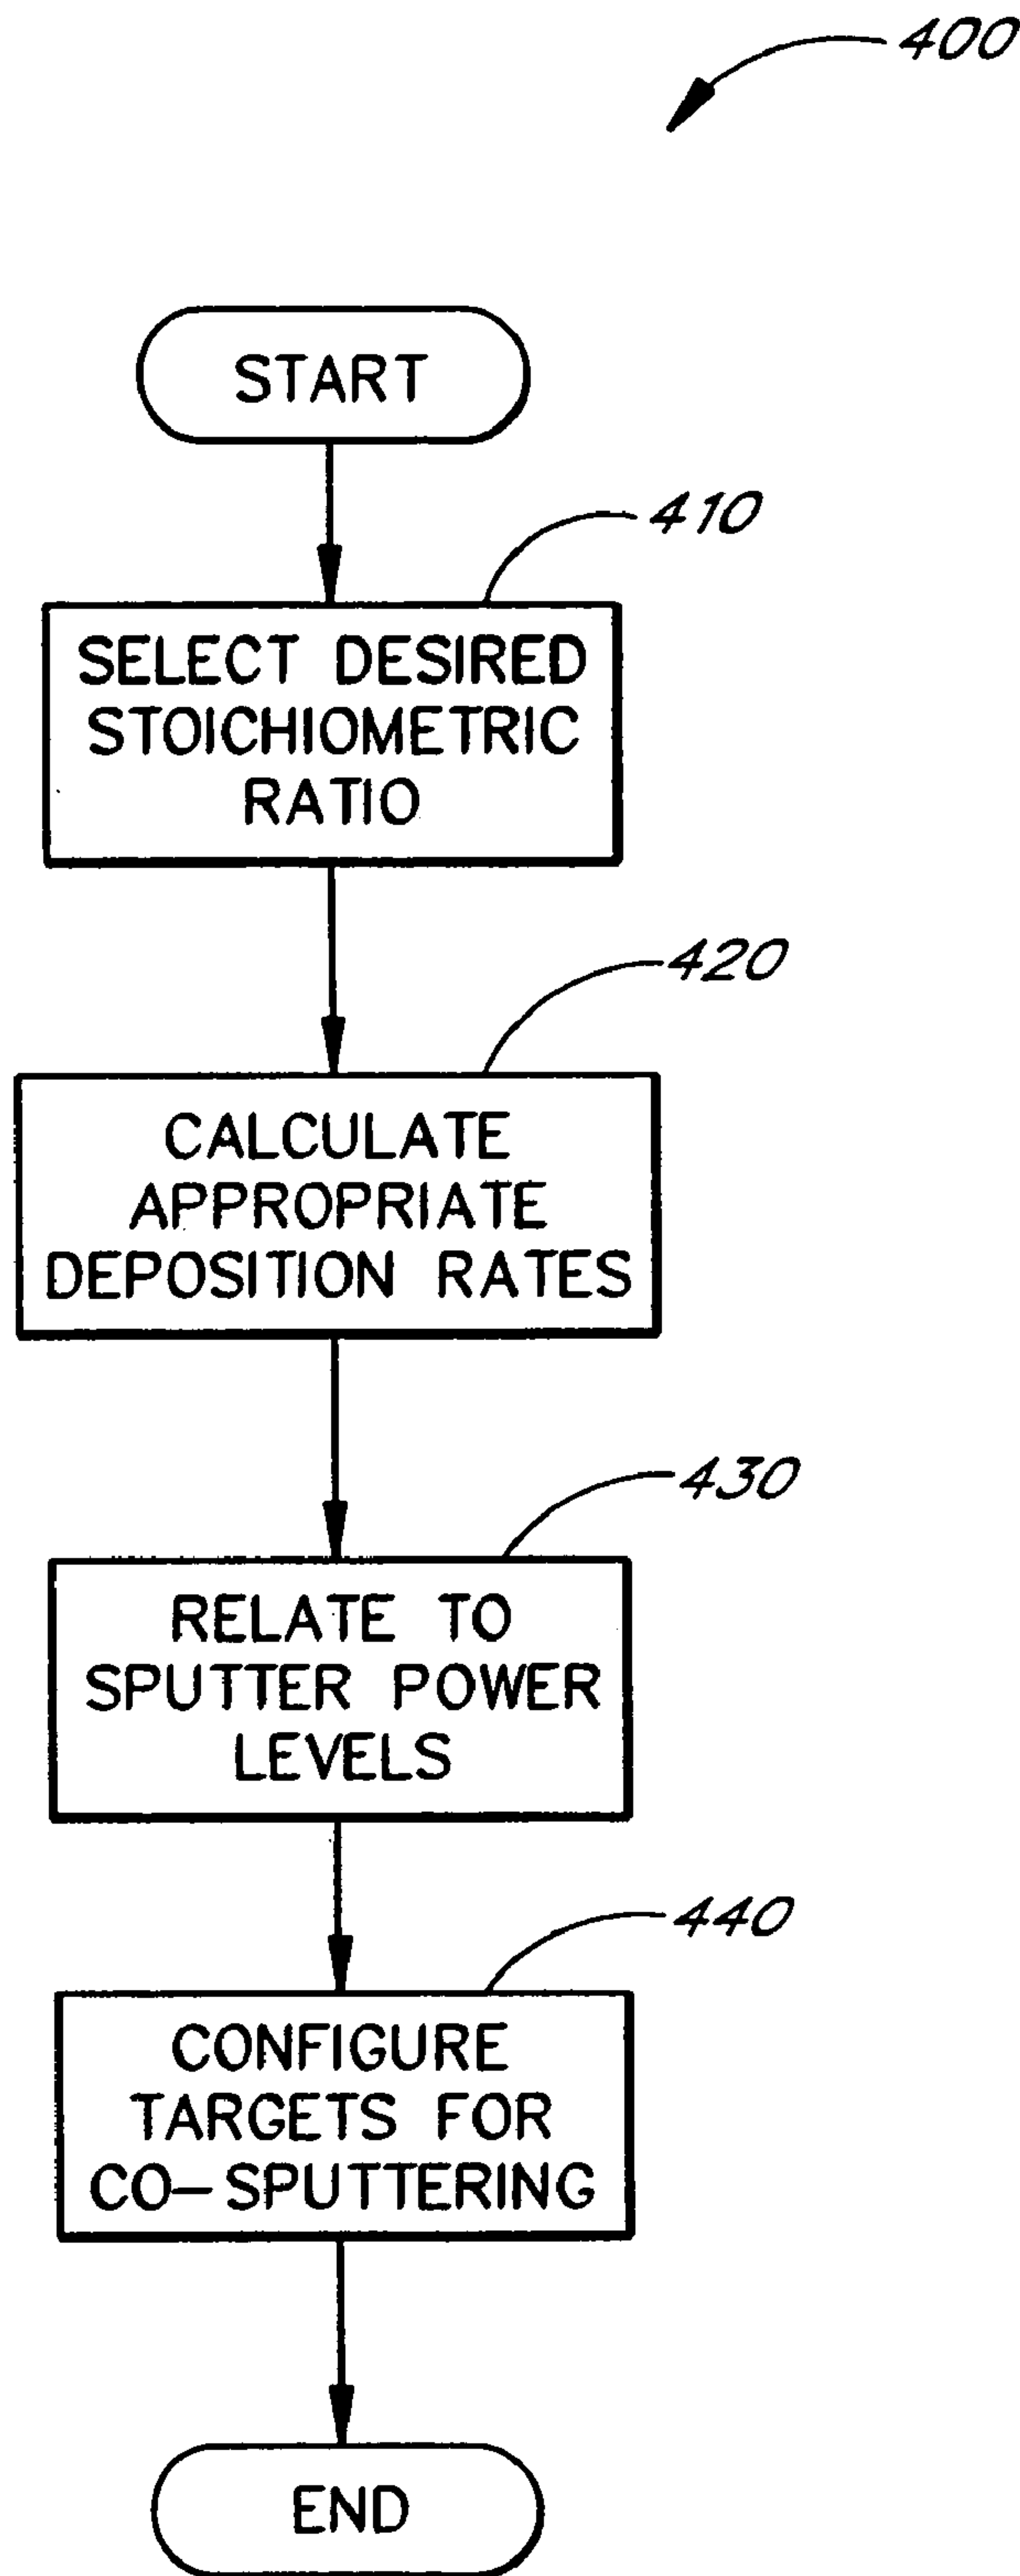 400
START
410
SELECT DESIRED
STOICHIOMETRIC
RATIO
420
CALCULATE
APPROPRIATE
DEPOSITION RATES
430
RELATE TO
SPUTTER POWER
LEVELS
440
CONFIGURE
TARGETS FOR
CO-SPUTTERING
END